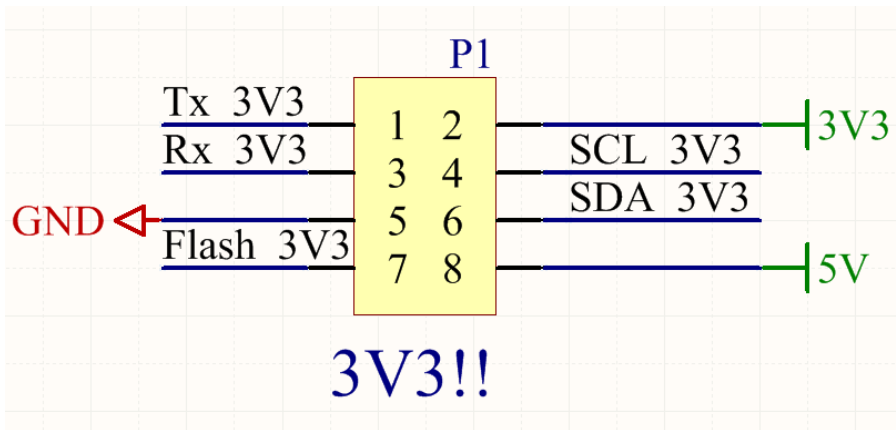 P1
Tx 3V3
1 2
3V3
Rx 3V3
3 4
SCL 3V3
GND
5 6
SDA 3V3
Flash 3V3
7 8
5V
3V3!!